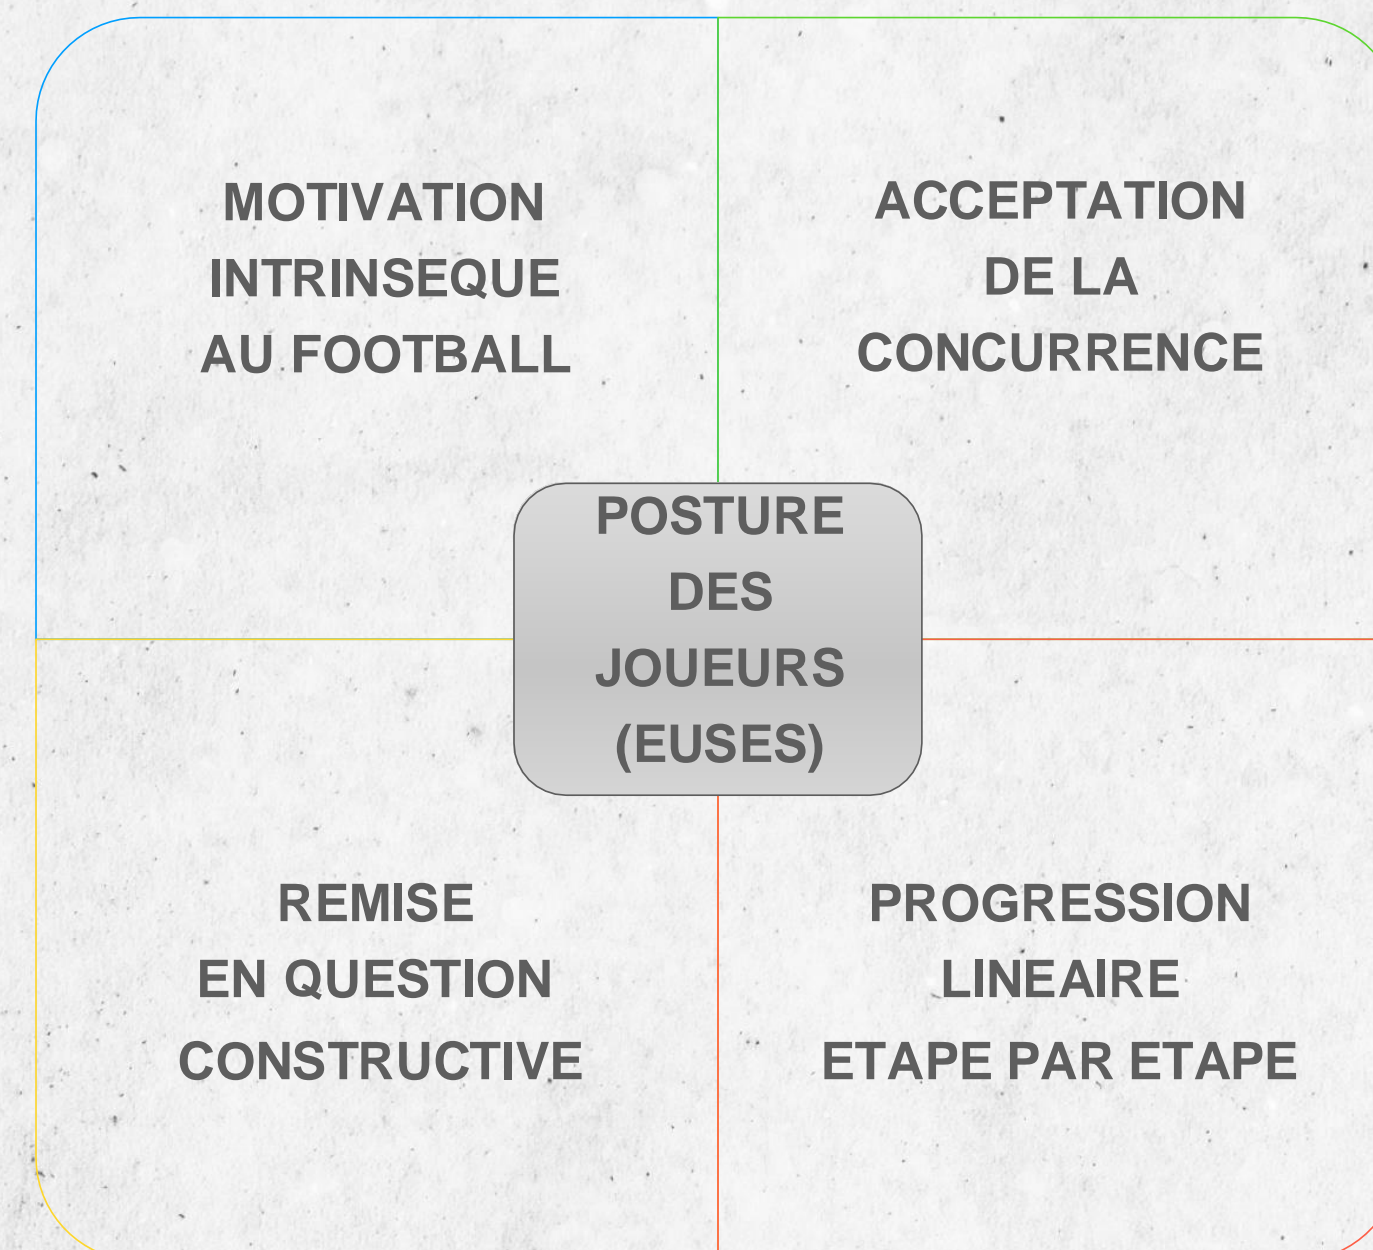 MOTIVATION
INTRINSEQUE
AU FOOTBALL
ACCEPTATION
DE LA
CONCURRENCE
POSTURE
DES
JOUEURS
(EUSES)
REMISE
EN QUESTION
CONSTRUCTIVE
PROGRESSION
LINEAIRE
ETAPE PAR ETAPE